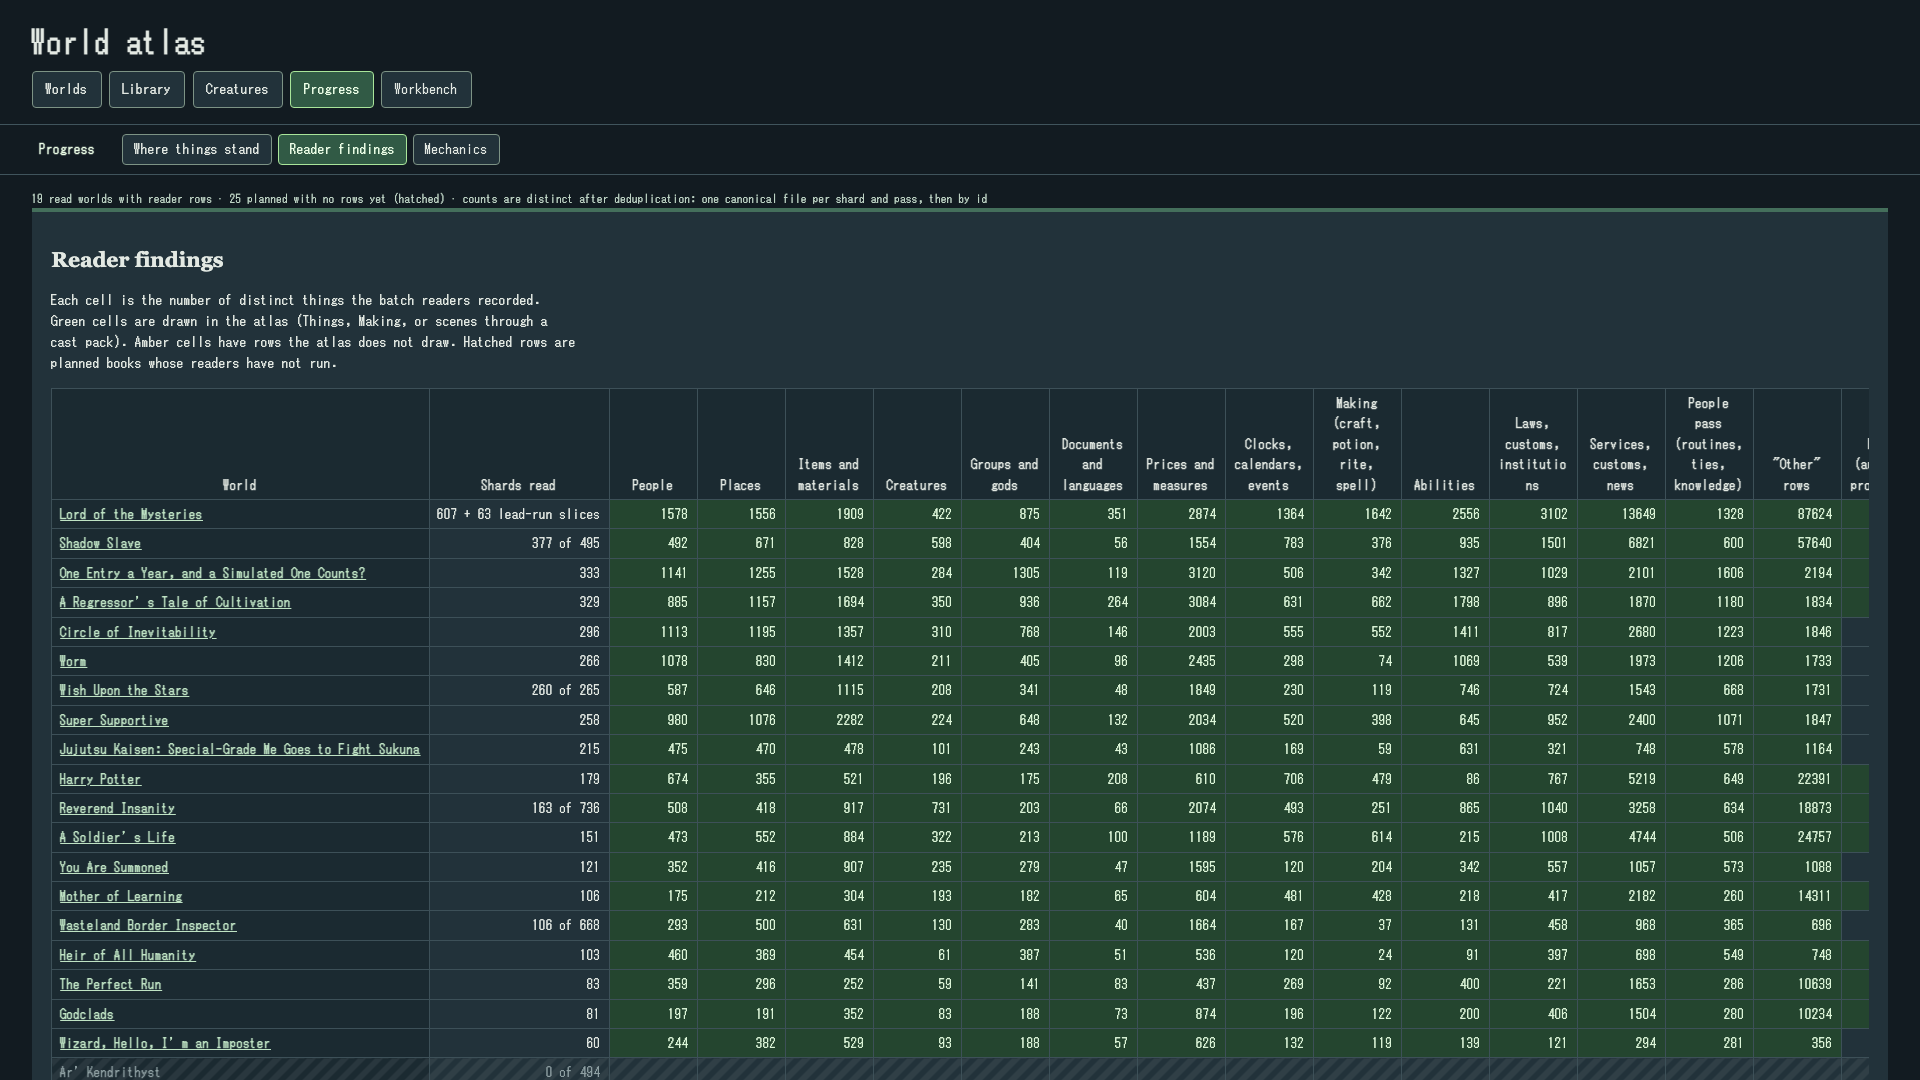 World atlas
Worlds Library Creatures Progress Workbench
Progress Where things stand Reader findings Mechanics
19 read worlds with reader rows · 25 planned with no rows yet (hatched) · counts are distinct after deduplication: one canonical file per shard and pass, then by id
Reader findings
Each cell is the number of distinct things the batch readers recorded.
Green cells are drawn in the atlas (Things, Making, or scenes through a
cast pack). Amber cells have rows the atlas does not draw. Hatched rows are
planned books whose readers have not run.
World Shards read People Places Items and materials Creatures Groups and gods Documents and languages Prices and measures Clocks, calendars, events Making (craft, potion, rite, spell) Abilities Laws, customs, institutions Services, customs, news People pass (routines, ties, knowledge) "Other" rows
Lord of the Mysteries 607 + 63 lead-run slices 1578 1556 1909 422 875 351 2874 1364 1642 2556 3102 13649 1328 87624
Shadow Slave 377 of 495 492 671 828 598 404 56 1554 783 376 935 1501 6821 600 57640
One Entry a Year, and a Simulated One Counts? 333 1141 1255 1528 284 1305 119 3120 506 342 1327 1029 2101 1606 2194
A Regressor's Tale of Cultivation 329 885 1157 1694 350 936 264 3084 631 662 1798 896 1870 1180 1834
Circle of Inevitability 296 1113 1195 1357 310 768 146 2003 555 552 1411 817 2680 1223 1846
Worm 266 1078 830 1412 211 405 96 2435 298 74 1069 539 1973 1206 1733
Wish Upon the Stars 260 of 265 587 646 1115 208 341 48 1849 230 119 746 724 1543 668 1731
Super Supportive 258 980 1076 2282 224 648 132 2034 520 398 645 952 2400 1071 1847
Jujutsu Kaisen: Special-Grade Me Goes to Fight Sukuna 215 475 470 478 101 243 43 1086 169 59 631 321 748 578 1164
Harry Potter 179 674 355 521 196 175 208 610 706 479 86 767 5219 649 22391
Reverend Insanity 163 of 736 508 418 917 731 203 66 2074 493 251 865 1040 3258 634 18873
A Soldier's Life 151 473 552 884 322 213 100 1189 576 614 215 1008 4744 506 24757
You Are Summoned 121 352 416 907 235 279 47 1595 120 204 342 557 1057 573 1088
Mother of Learning 106 175 212 304 193 182 65 604 481 428 218 417 2182 260 14311
Wasteland Border Inspector 106 of 668 293 500 631 130 283 40 1664 167 37 131 458 968 365 696
Heir of All Humanity 103 460 369 454 61 387 51 536 120 24 91 397 698 549 748
The Perfect Run 83 359 296 252 59 141 83 437 269 92 400 221 1653 286 10639
Godclads 81 197 191 352 83 188 73 874 196 122 200 406 1504 280 10234
Wizard, Hello, I'm an Imposter 60 244 382 529 93 188 57 626 132 119 139 121 294 281 356
Ar'Kendrithyst 0 of 494